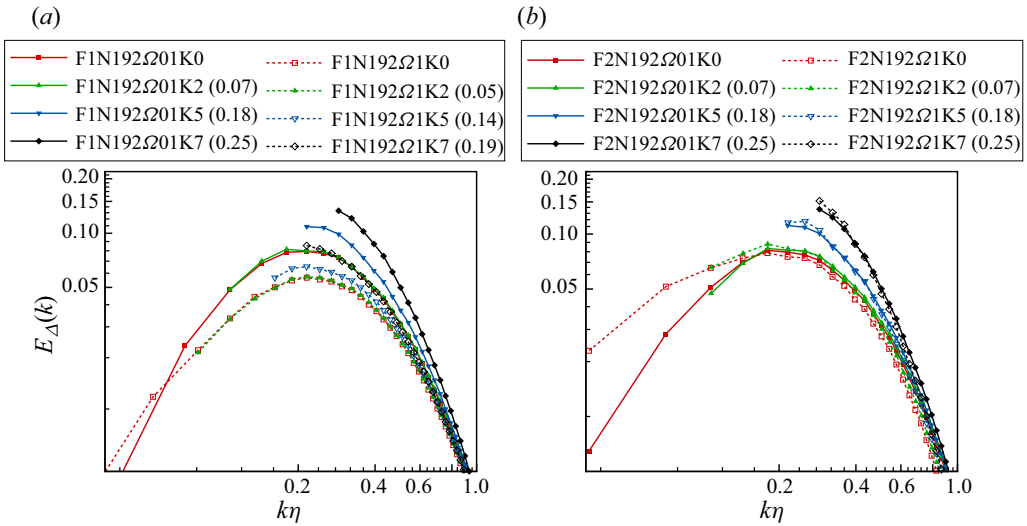 (a)
F1N192Ω01K0
F1N192Ω01K2 (0.07)
F1N192Ω01K5 (0.18)
F1N192Ω01K7 (0.25)
F1N192Ω1K0
F1N192Ω1K2 (0.05)
F1N192Ω1K5 (0.14)
F1N192Ω1K7 (0.19)
0.20
0.15
0.10
0.05
E_Δ(k)
0.2 0.4 0.6 1.0
kη
(b)
F2N192Ω01K0
F2N192Ω01K2 (0.07)
F2N192Ω01K5 (0.18)
F2N192Ω01K7 (0.25)
F2N192Ω1K0
F2N192Ω1K2 (0.07)
F2N192Ω1K5 (0.18)
F2N192Ω1K7 (0.25)
0.20
0.15
0.10
0.05
0.2 0.4 0.6 1.0
kη